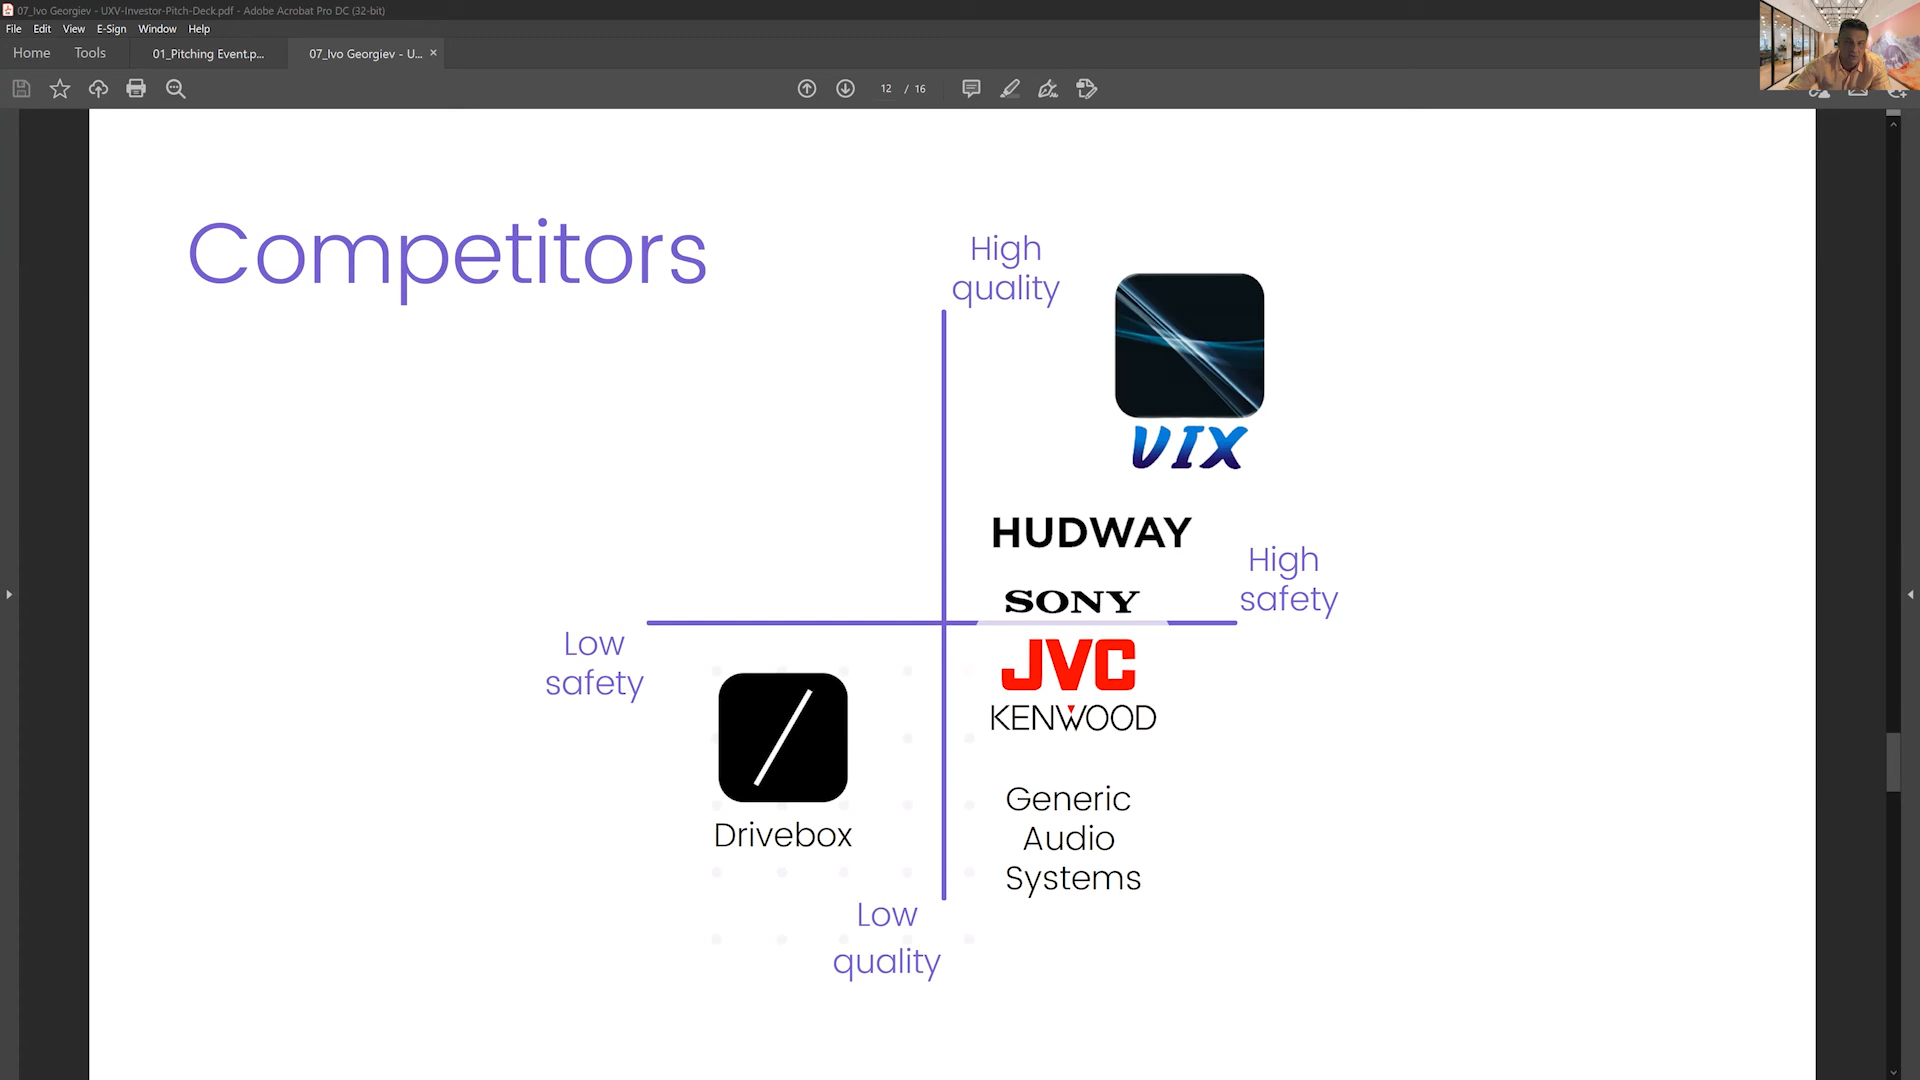 07_Ivo Georgiev - UXV-Investor-Pitch-Deck.pdf - Adobe Acrobat Pro DC (32-bit)
File Edit View E-Sign Window Help
Home Tools 01_Pitching Event.p... 07_Ivo Georgiev - U... ×
12 / 16
Competitors
High
quality
VIX
HUDWAY
High
safety
SONY
Low
safety
JVC
KENWOOD
Drivebox
Generic
Audio
Systems
Low
quality